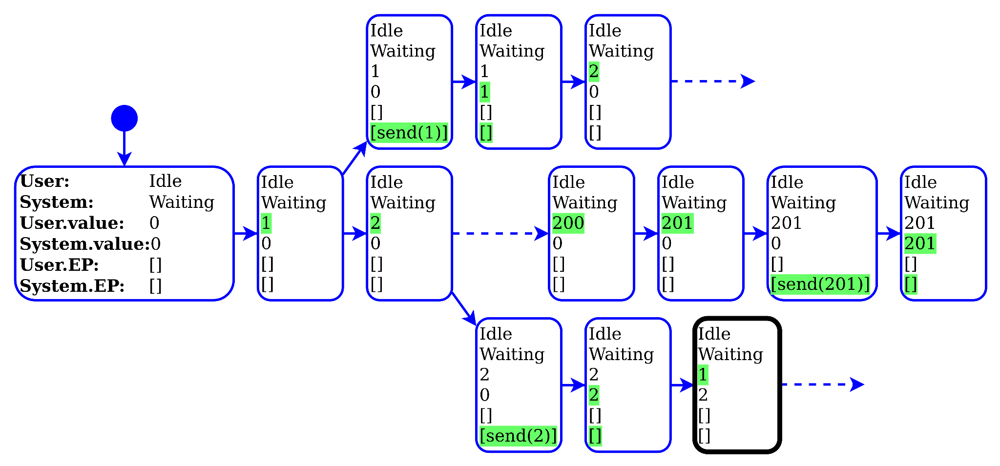 Idle
Waiting
1
0
[]
[send(1)]
Idle
Waiting
1
1
[]
[]
Idle
Waiting
2
0
[]
[]
User: Idle
System: Waiting
User.value: 0
System.value:0
User.EP: []
System.EP: []
Idle
Waiting
1
0
[]
[]
Idle
Waiting
2
0
[]
[]
Idle
Waiting
200
0
[]
[]
Idle
Waiting
201
0
[]
[]
Idle
Waiting
201
0
[]
[send(201)]
Idle
Waiting
201
201
[]
[]
Idle
Waiting
2
0
[]
[send(2)]
Idle
Waiting
2
2
[]
[]
Idle
Waiting
1
2
[]
[]